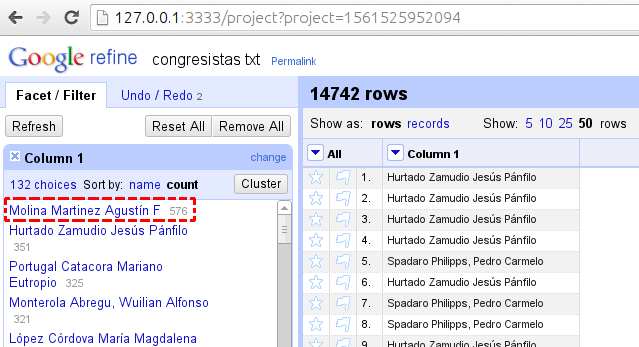 127.0.0.1:3333/project?project=1561525952094
Google refine congresistas txt Permalink
Facet / Filter Undo / Redo 2
14742 rows
Refresh Reset All Remove All
Show as: rows records Show: 5 10 25 50 rows
Column 1 change
All Column 1
132 choices Sort by: name count Cluster
Molina Martinez Agustín F 576
Hurtado Zamudio Jesús Pánfilo
351
Portugal Catacora Mariano
Eutropio 325
Monterola Abregu, Wuilian Alfonso
321
López Córdova María Magdalena
1. Hurtado Zamudio Jesús Pánfilo
2. Hurtado Zamudio Jesús Pánfilo
3. Hurtado Zamudio Jesús Pánfilo
4. Hurtado Zamudio Jesús Pánfilo
5. Spadaro Philipps, Pedro Carmelo
6. Hurtado Zamudio Jesús Pánfilo
7. Spadaro Philipps, Pedro Carmelo
8. Spadaro Philipps, Pedro Carmelo
9. Hurtado Zamudio Jesús Pánfilo